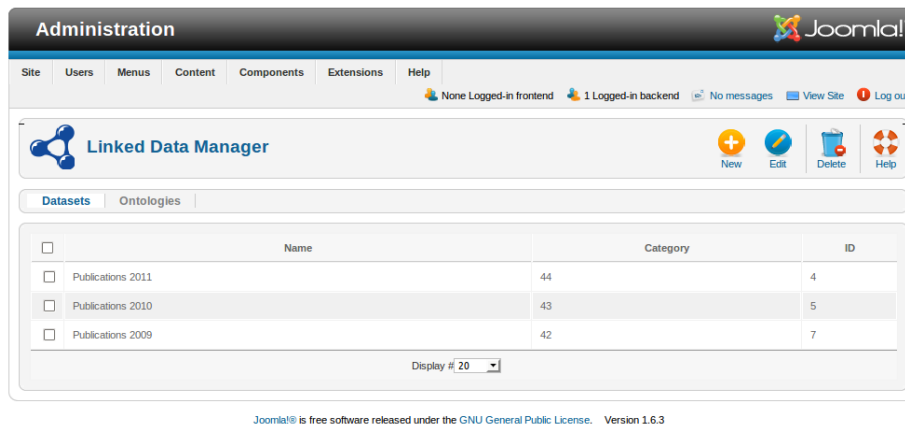 Administration
Joomla!
Site Users Menus Content Components Extensions Help
None Logged-in frontend 1 Logged-in backend No messages View Site Log ou
Linked Data Manager
New Edit Delete Help
Datasets Ontologies
Name Category ID
Publications 2011 44 4
Publications 2010 43 5
Publications 2009 42 7
Display # 20
Joomla!® is free software released under the GNU General Public License. Version 1.6.3